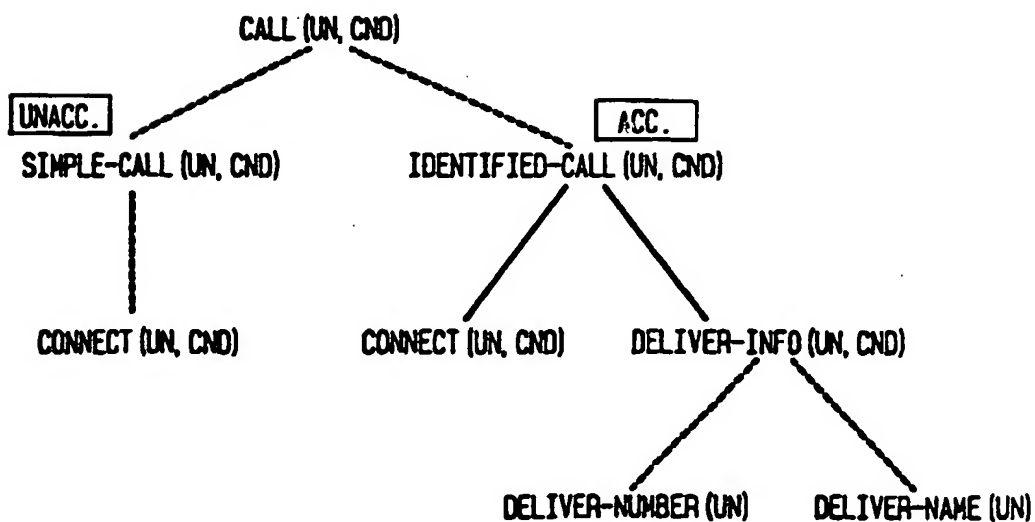 CALL (UN, CND)
UNACC.
ACC.
SIMPLE-CALL (UN, CND)
IDENTIFIED-CALL (UN, CND)
CONNECT (UN, CND)
CONNECT (UN, CND)
DELIVER-INFO (UN, CND)
DELIVER-NUMBER (UN)
DELIVER-NAME (UN)